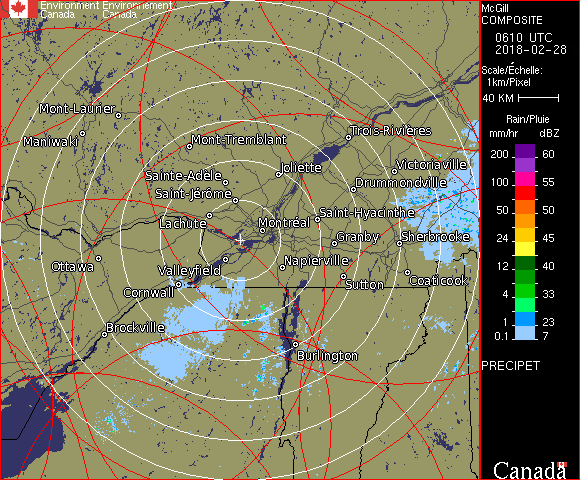 Environment Environnement
Canada Canada
McGill
COMPOSITE
0610 UTC
2018-02-28
Scale/Échelle:
1km/Pixel
40 KM
Rain/Pluie
mm/hr dBZ
200 60
100 55
50 50
24 45
12 40
4 33
1 23
0.1 7
PRECIPET
Canada
Mont-Laurier
Maniwaki
Mont-Tremblant
Trois-Rivières
Joliette
Victoriaville
Sainte-Adèle
Drummondville
Saint-Jérôme
Saint-Hyacinthe
Lachute
Montréal
Granby
Sherbrooke
Ottawa
Valleyfield
Napierville
Cornwall
Sutton
Coaticook
Brockville
Burlington